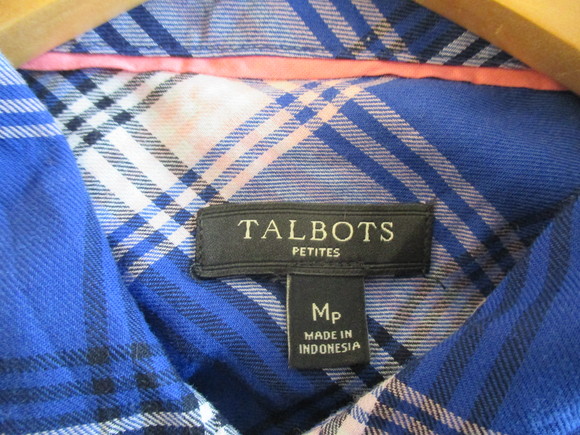 TALBOTS
PETITES
Mp
MADE IN
INDONESIA